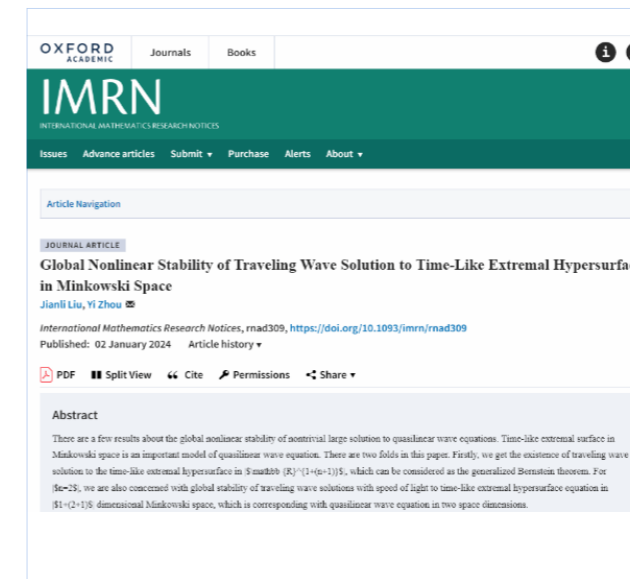 OXFORD
ACADEMIC
Journals
Books
IMRN
INTERNATIONAL MATHEMATICS RESEARCH NOTICES
Issues Advance articles Submit ▾ Purchase Alerts About ▾
Article Navigation
JOURNAL ARTICLE
Global Nonlinear Stability of Traveling Wave Solution to Time-Like Extremal Hypersurfa
in Minkowski Space
Jianli Liu, Yi Zhou
International Mathematics Research Notices, rnad309, https://doi.org/10.1093/imrn/rnad309
Published: 02 January 2024 Article history ▾
PDF Split View Cite Permissions Share ▾
Abstract
There are a few results about the global nonlinear stability of nontrivial large solution to quasilinear wave equations. Time-like extremal surface in
Minkowski space is an important model of quasilinear wave equation. There are two folds in this paper. Firstly, we get the existence of traveling wave
solution to the time-like extremal hypersurface in |$\mathbb {R}^{1+(n+1)}$|, which can be considered as the generalized Bernstein theorem. For
|$n=2$|, we are also concerned with global stability of traveling wave solutions with speed of light to time-like extremal hypersurface equation in
|$1+(2+1)$| dimensional Minkowski space, which is corresponding with quasilinear wave equation in two space dimensions.